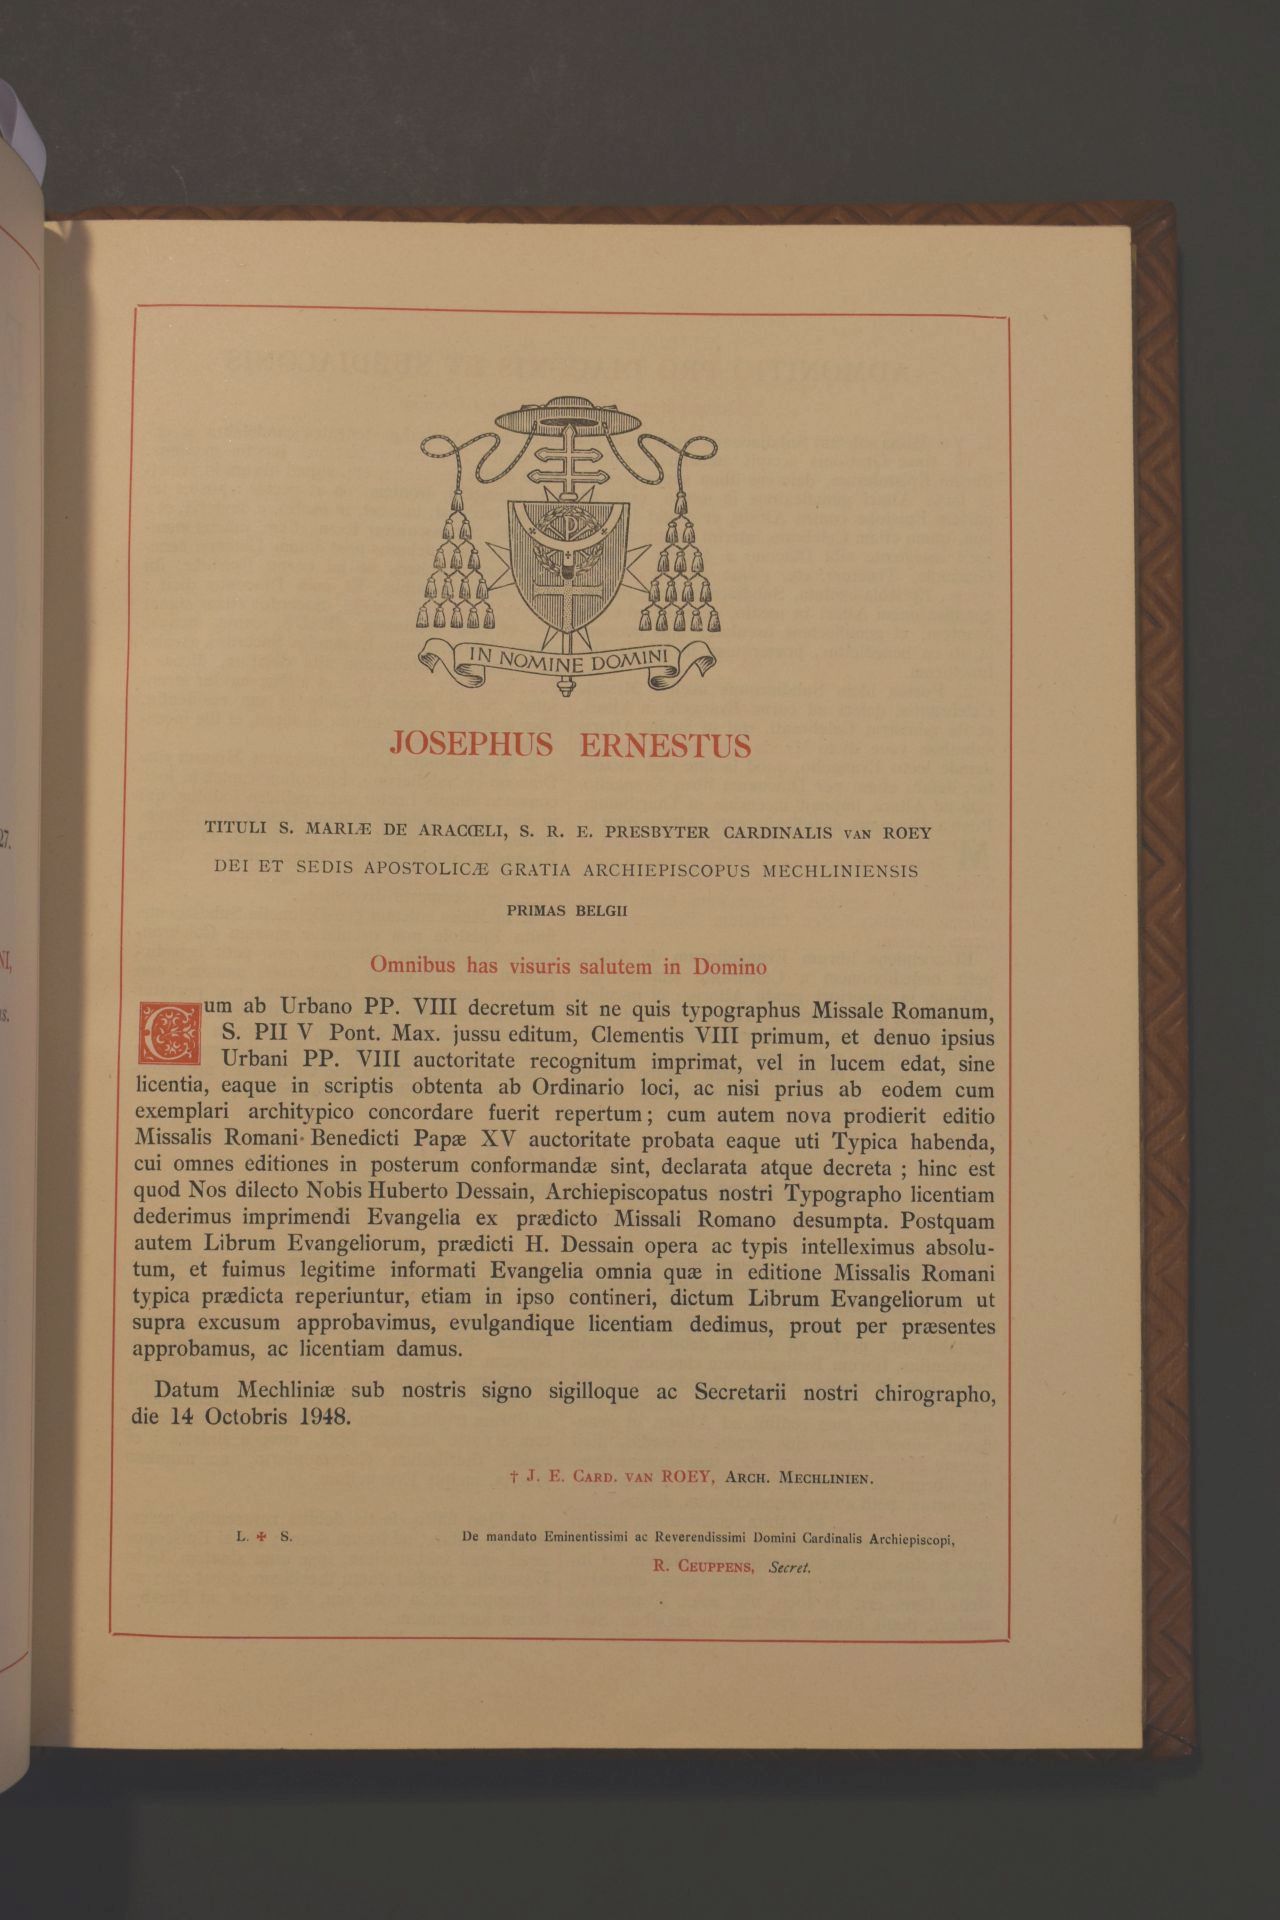 IN NOMINE DOMINI
JOSEPHUS ERNESTUS
TITULI S. MARIÆ DE ARACŒLI, S. R. E. PRESBYTER CARDINALIS VAN ROEY
DEI ET SEDIS APOSTOLICÆ GRATIA ARCHIEPISCOPUS MECHLINIENSIS
PRIMAS BELGII
Omnibus has visuris salutem in Domino
Cum ab Urbano PP. VIII decretum sit ne quis typographus Missale Romanum,
S. PII V Pont. Max. jussu editum, Clementis VIII primum, et denuo ipsius
Urbani PP. VIII auctoritate recognitum imprimat, vel in lucem edat, sine
licentia, eaque in scriptis obtenta ab Ordinario loci, ac nisi prius ab eodem cum
exemplari architypico concordare fuerit repertum; cum autem nova prodierit editio
Missalis Romani Benedicti Papæ XV auctoritate probata eaque uti Typica habenda,
cui omnes editiones in posterum conformandæ sint, declarata atque decreta ; hinc est
quod Nos dilecto Nobis Huberto Dessain, Archiepiscopatus nostri Typographo licentiam
dederimus imprimendi Evangelia ex prædicto Missali Romano desumpta. Postquam
autem Librum Evangeliorum, prædicti H. Dessain opera ac typis intelleximus absolu-
tum, et fuimus legitime informati Evangelia omnia quæ in editione Missalis Romani
typica prædicta reperiuntur, etiam in ipso contineri, dictum Librum Evangeliorum ut
supra excusum approbavimus, evulgandique licentiam dedimus, prout per præsentes
approbamus, ac licentiam damus.
Datum Mechliniæ sub nostris signo sigilloque ac Secretarii nostri chirographo,
die 14 Octobris 1948.
† J. E. CARD. VAN ROEY, ARCH. MECHLINIEN.
L. ✠ S.
De mandato Eminentissimi ac Reverendissimi Domini Cardinalis Archiepiscopi,
R. CEUPPENS, Secret.